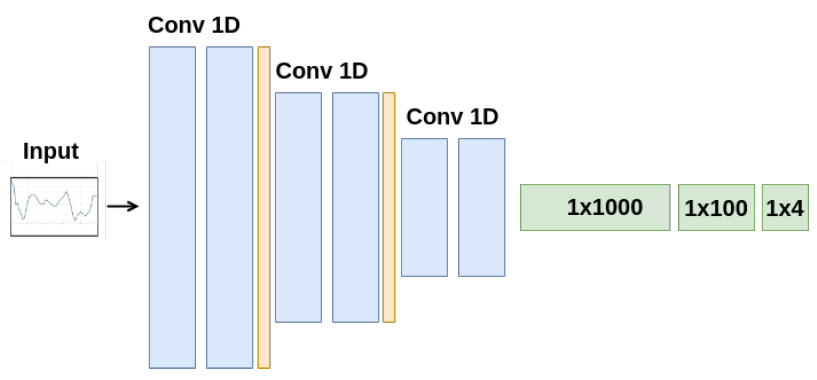 Conv 1D
Conv 1D
Conv 1D
Input
1x1000
1x100
1x4